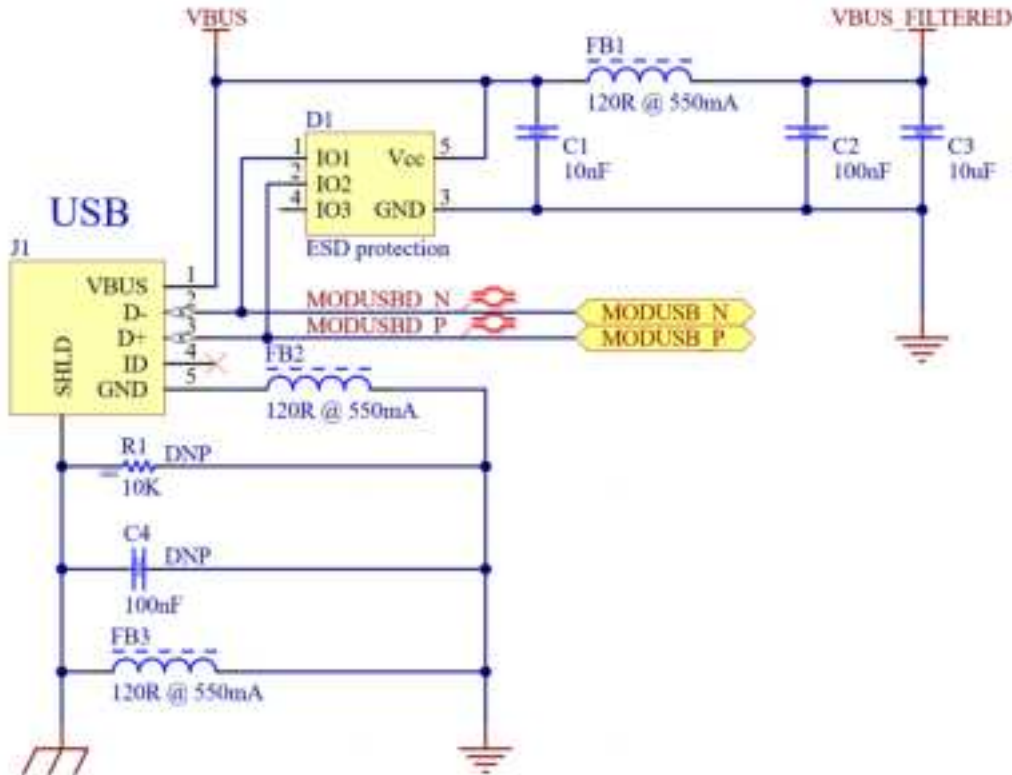 VBUS
VBUS_FILTERED
FB1
120R @ 550mA
D1
1 IO1 Vcc 5
2 IO2
4 IO3 GND 3
ESD protection
C1
10nF
C2
100nF
C3
10uF
USB
J1
VBUS 1
D- 2
D+ 3
ID 4
GND 5
SHLD
MODUSBD_N
MODUSB_N
MODUSBD_P
MODUSB_P
FB2
120R @ 550mA
R1 DNP
10K
C4
DNP
100nF
FB3
120R @ 550mA